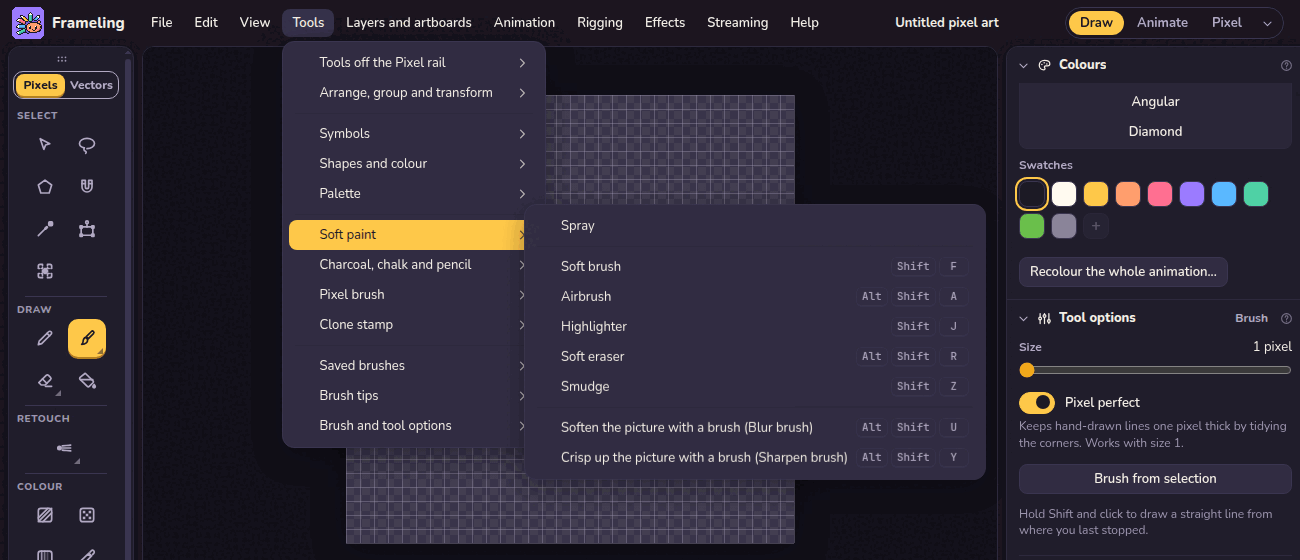 Frameling
File
Edit
View
Tools
Layers and artboards
Animation
Rigging
Effects
Streaming
Help
Untitled pixel art
Draw
Animate
Pixel
Pixels
Vectors
SELECT
DRAW
RETOUCH
COLOUR
Tools off the Pixel rail
Arrange, group and transform
Symbols
Shapes and colour
Palette
Soft paint
Charcoal, chalk and pencil
Pixel brush
Clone stamp
Saved brushes
Brush tips
Brush and tool options
Spray
Soft brush Shift F
Airbrush Alt Shift A
Highlighter Shift J
Soft eraser Alt Shift R
Smudge Shift Z
Soften the picture with a brush (Blur brush) Alt Shift U
Crisp up the picture with a brush (Sharpen brush) Alt Shift Y
Colours
Angular
Diamond
Swatches
Recolour the whole animation...
Tool options Brush
Size 1 pixel
Pixel perfect
Keeps hand-drawn lines one pixel thick by tidying
the corners. Works with size 1.
Brush from selection
Hold Shift and click to draw a straight line from
where you last stopped.